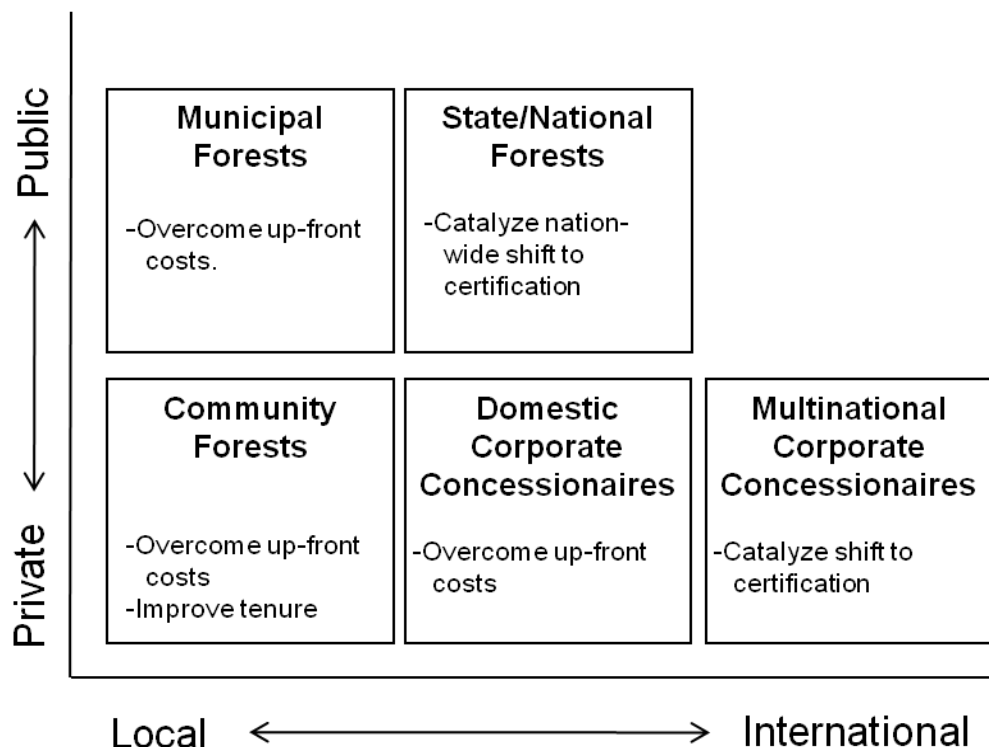 Public
Private
Municipal
Forests
-Overcome up-front
costs.
State/National
Forests
-Catalyze nation-
wide shift to
certification
Community
Forests
-Overcome up-front
costs
-Improve tenure
Domestic
Corporate
Concessionaires
-Overcome up-front
costs
Multinational
Corporate
Concessionaires
-Catalyze shift to
certification
Local
International